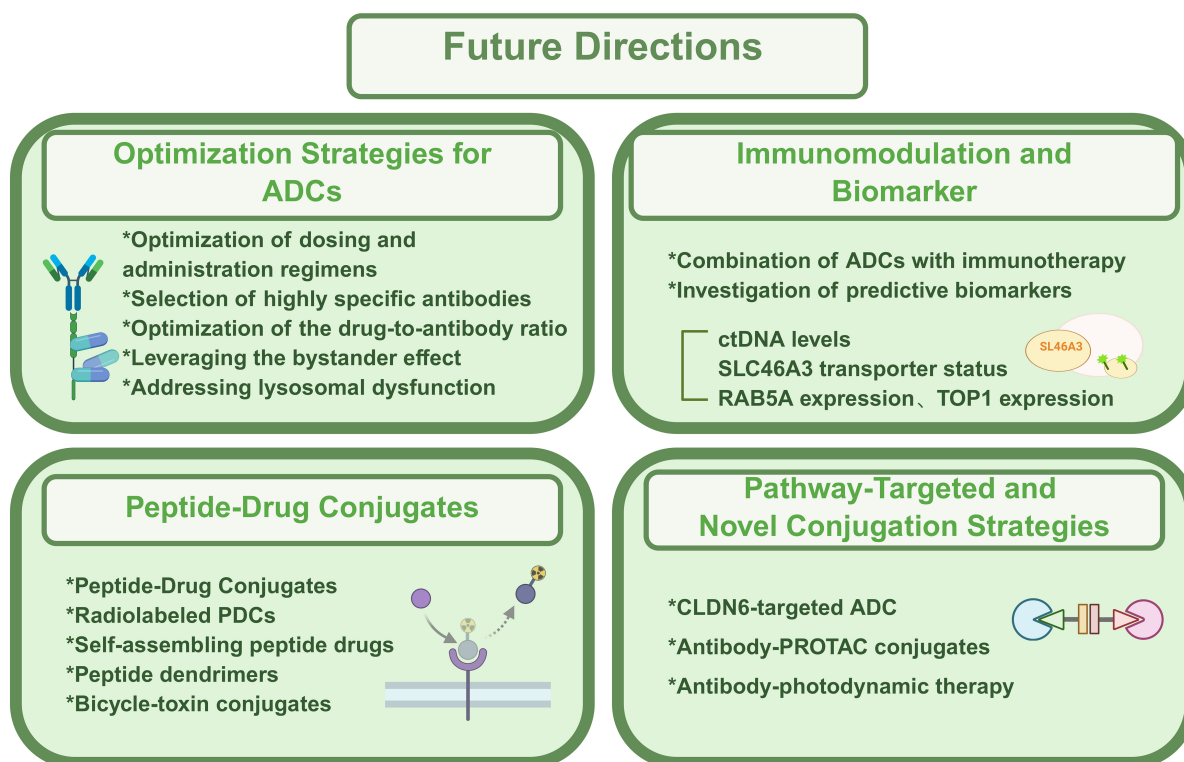 Future Directions
Optimization Strategies for
ADCs
*Optimization of dosing and
administration regimens
*Selection of highly specific antibodies
*Optimization of the drug-to-antibody ratio
*Leveraging the bystander effect
*Addressing lysosomal dysfunction
Immunomodulation and
Biomarker
*Combination of ADCs with immunotherapy
*Investigation of predictive biomarkers
ctDNA levels
SLC46A3 transporter status
RAB5A expression、TOP1 expression
SL46A3
Peptide-Drug Conjugates
*Peptide-Drug Conjugates
*Radiolabeled PDCs
*Self-assembling peptide drugs
*Peptide dendrimers
*Bicycle-toxin conjugates
Pathway-Targeted and
Novel Conjugation Strategies
*CLDN6-targeted ADC
*Antibody-PROTAC conjugates
*Antibody-photodynamic therapy